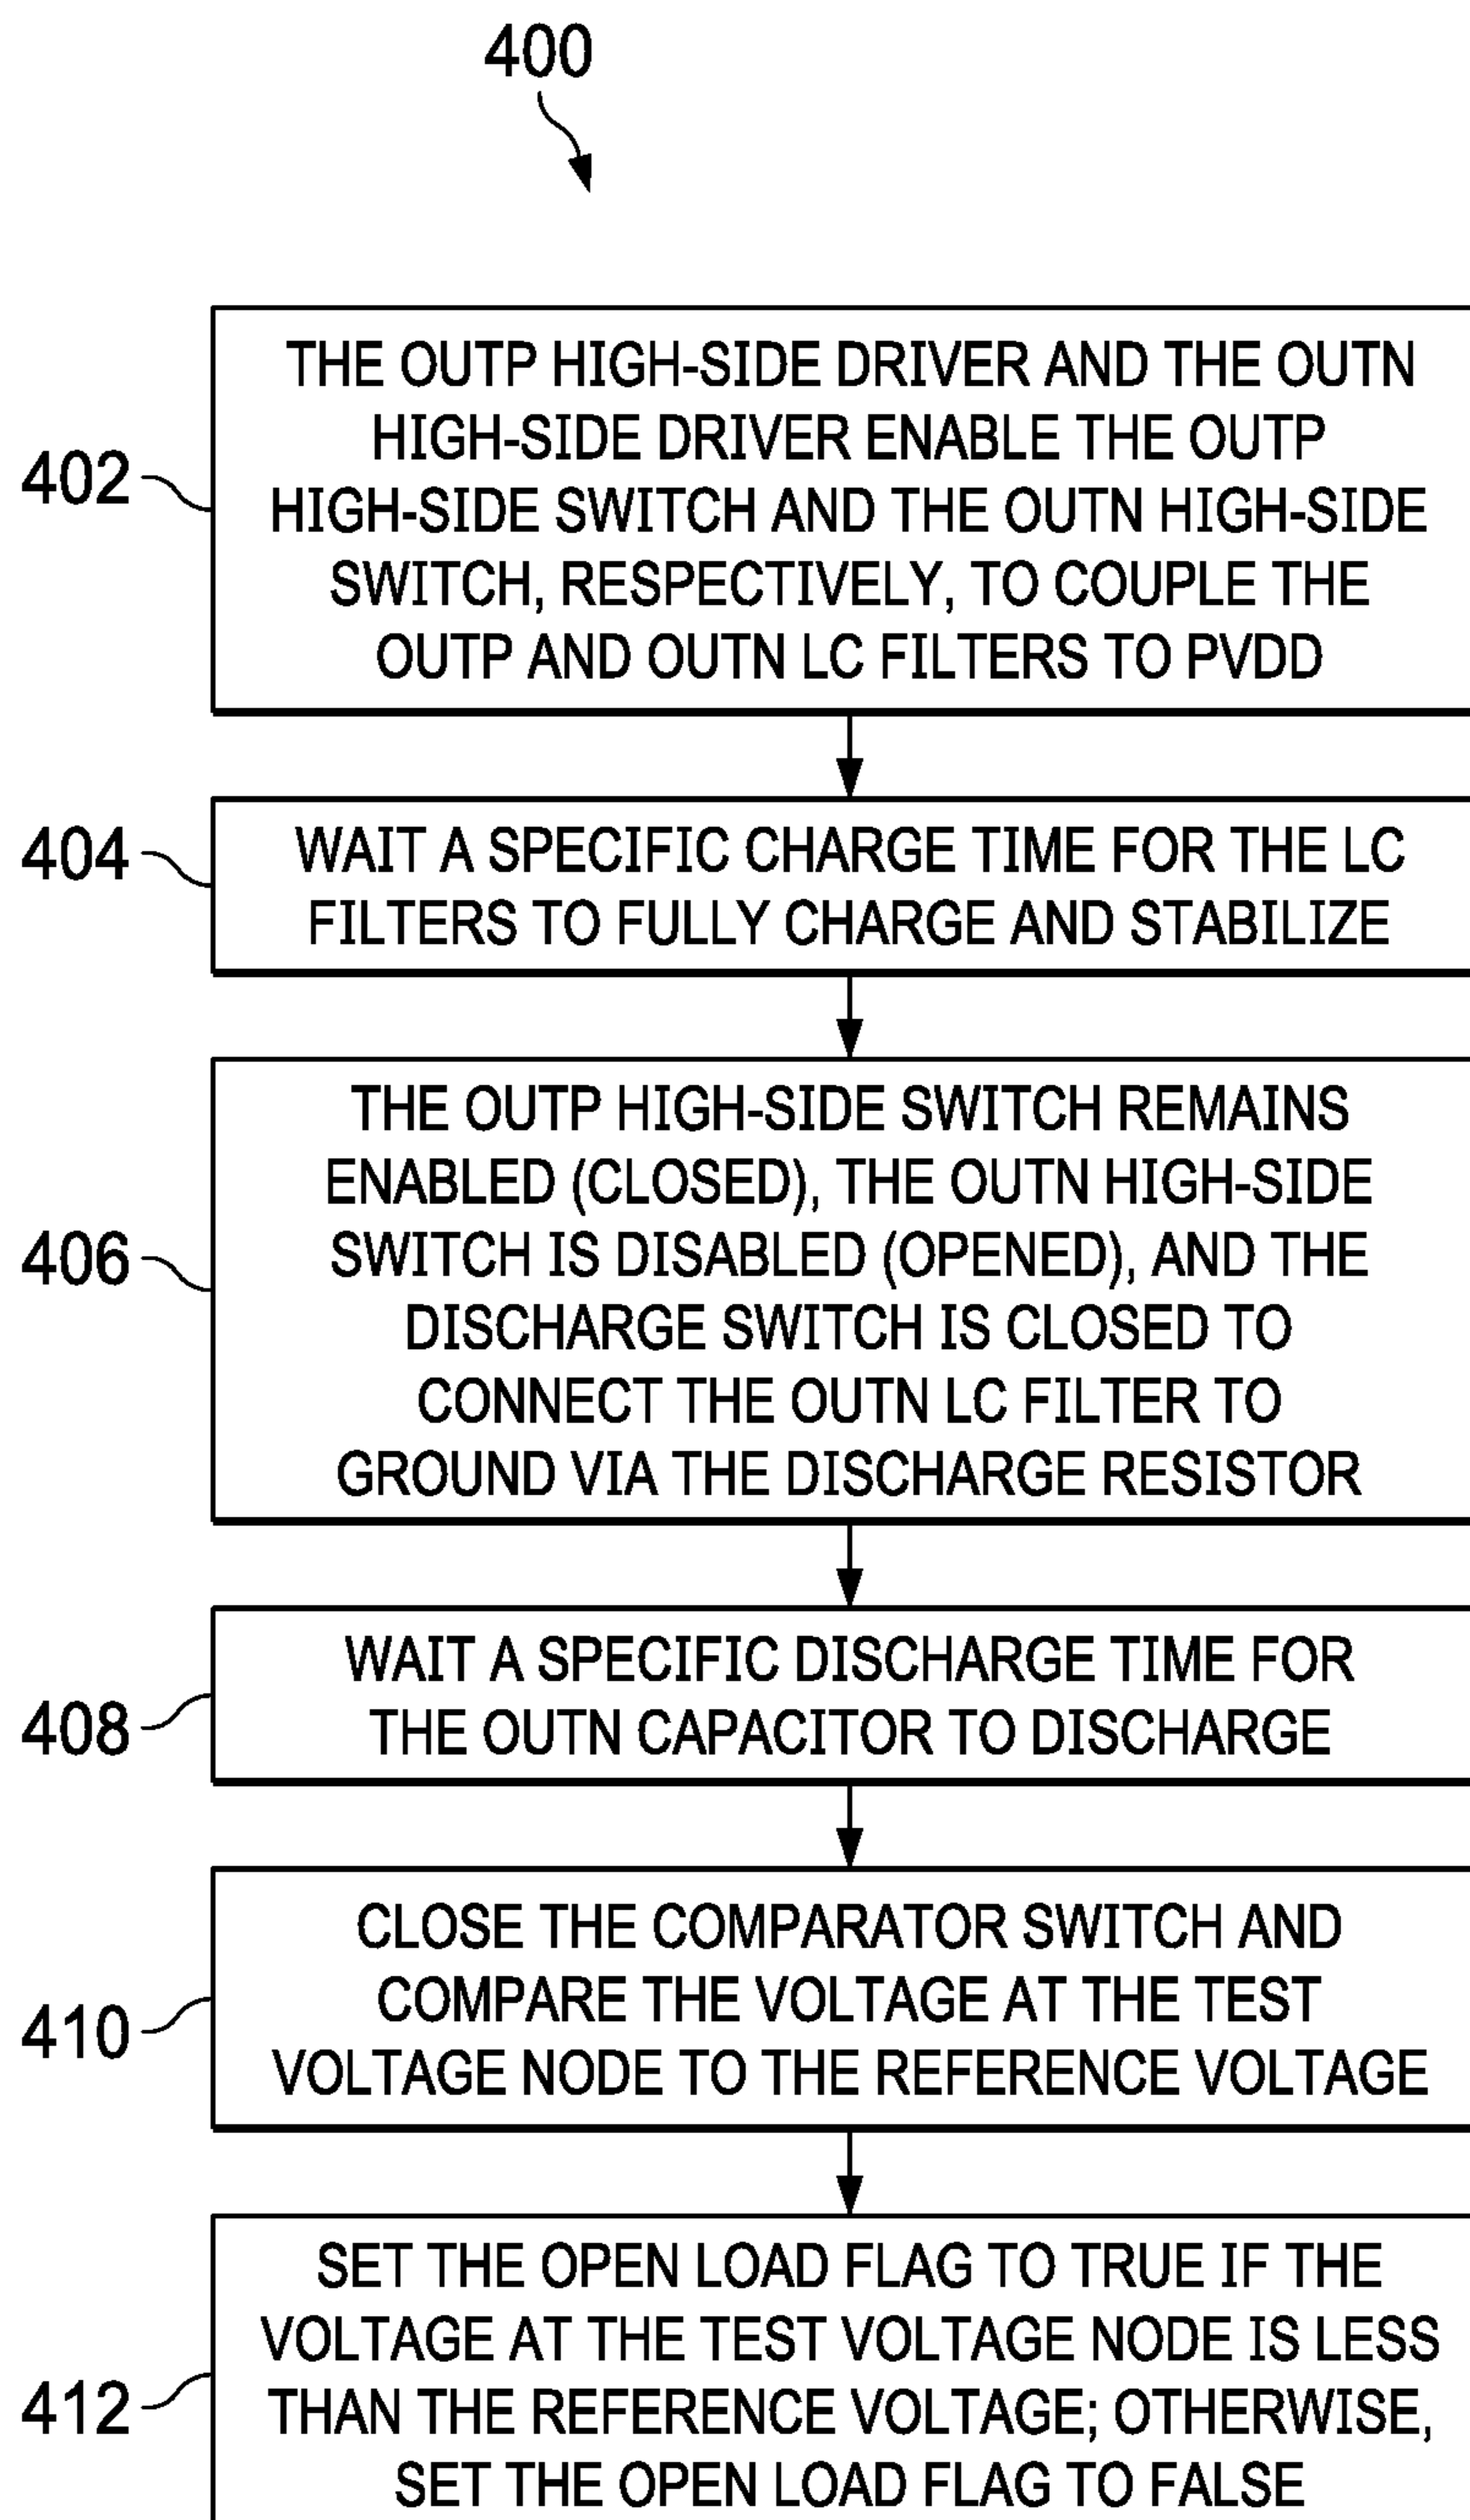 400
THE OUTP HIGH-SIDE DRIVER AND THE OUTN
HIGH-SIDE DRIVER ENABLE THE OUTP
HIGH-SIDE SWITCH AND THE OUTN HIGH-SIDE
SWITCH, RESPECTIVELY, TO COUPLE THE
OUTP AND OUTN LC FILTERS TO PVDD
402
WAIT A SPECIFIC CHARGE TIME FOR THE LC
FILTERS TO FULLY CHARGE AND STABILIZE
404
THE OUTP HIGH-SIDE SWITCH REMAINS
ENABLED (CLOSED), THE OUTN HIGH-SIDE
SWITCH IS DISABLED (OPENED), AND THE
DISCHARGE SWITCH IS CLOSED TO
CONNECT THE OUTN LC FILTER TO
GROUND VIA THE DISCHARGE RESISTOR
406
WAIT A SPECIFIC DISCHARGE TIME FOR
THE OUTN CAPACITOR TO DISCHARGE
408
CLOSE THE COMPARATOR SWITCH AND
COMPARE THE VOLTAGE AT THE TEST
VOLTAGE NODE TO THE REFERENCE VOLTAGE
410
SET THE OPEN LOAD FLAG TO TRUE IF THE
VOLTAGE AT THE TEST VOLTAGE NODE IS LESS
THAN THE REFERENCE VOLTAGE; OTHERWISE,
SET THE OPEN LOAD FLAG TO FALSE
412